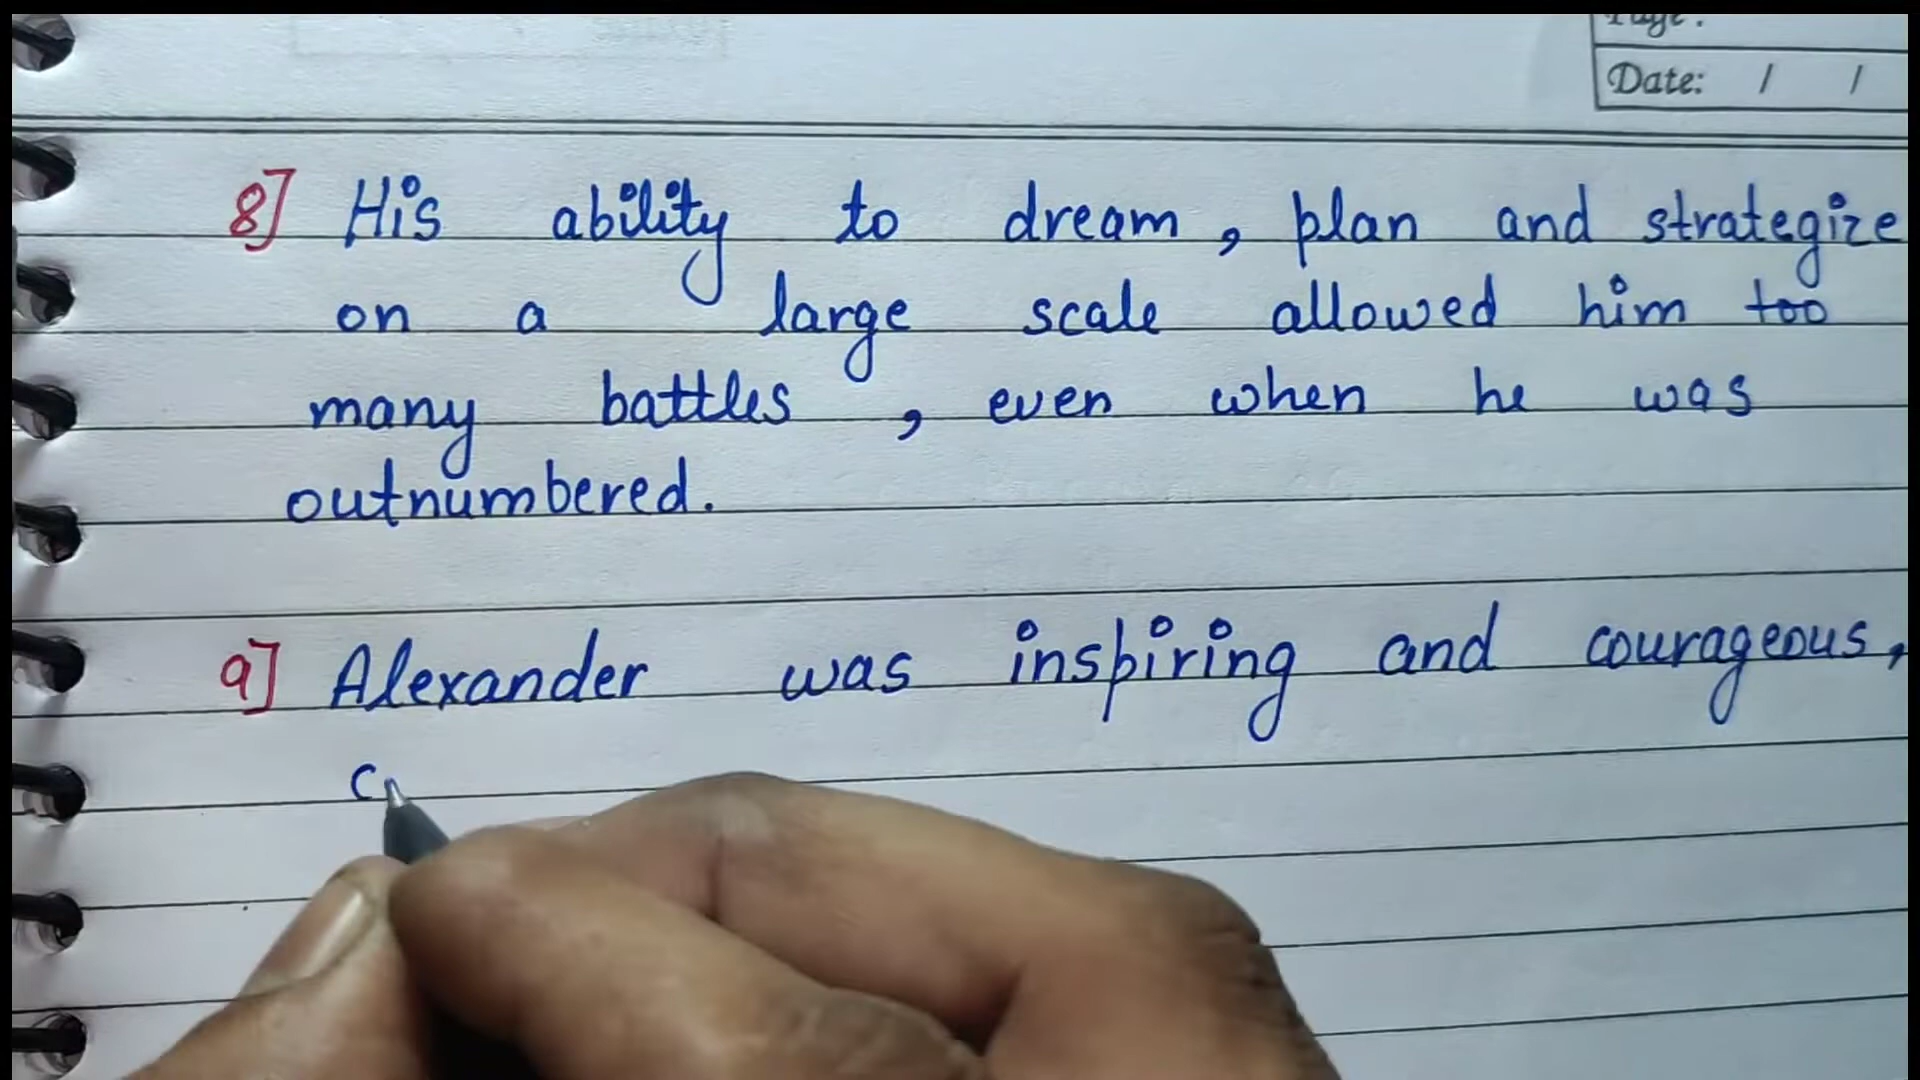 Page:
Date: / /
8] His ability to dream, plan and strategize
on a large scale allowed him too
many battles, even when he was
outnumbered.
9] Alexander was inspiring and courageous,
c